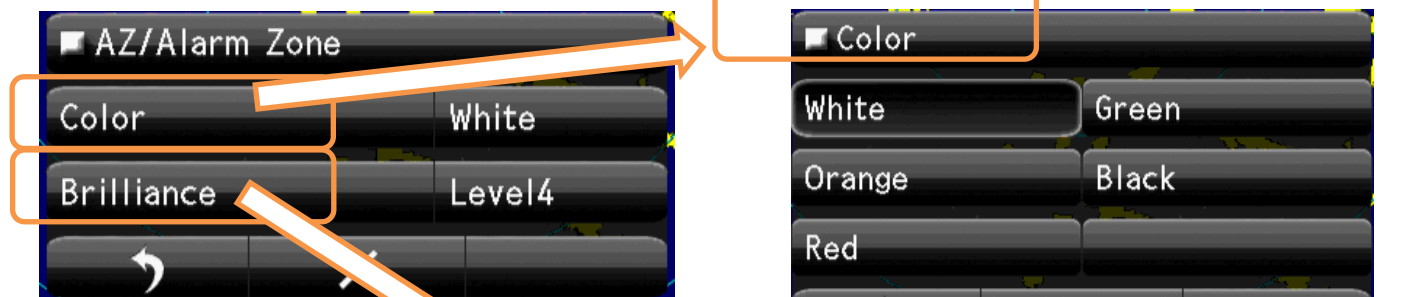 AZ/Alarm Zone
Color White
Brilliance Level4
Color
White Green
Orange Black
Red